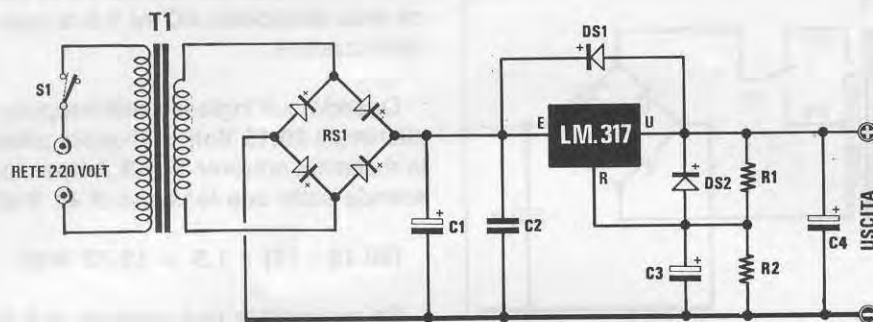 T1
S1
RETE 220 VOLT
RS1
C1
C2
DS1
E
LM.317
U
R
DS2
C3
R1
R2
C4
USCITA